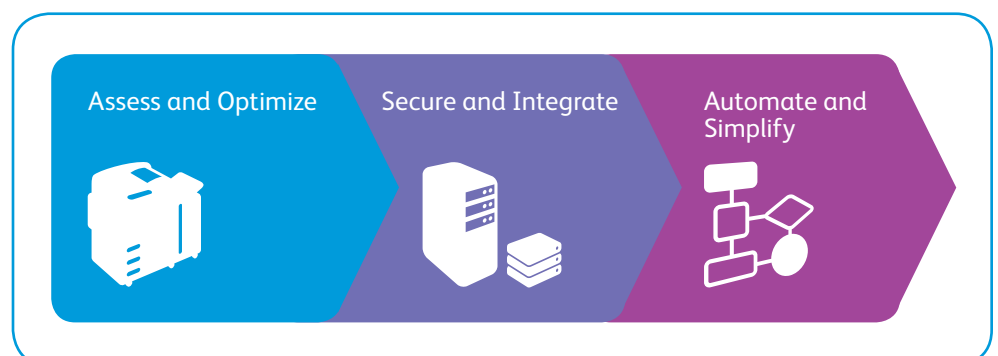 Assess and Optimize
Secure and Integrate
Automate and
Simplify